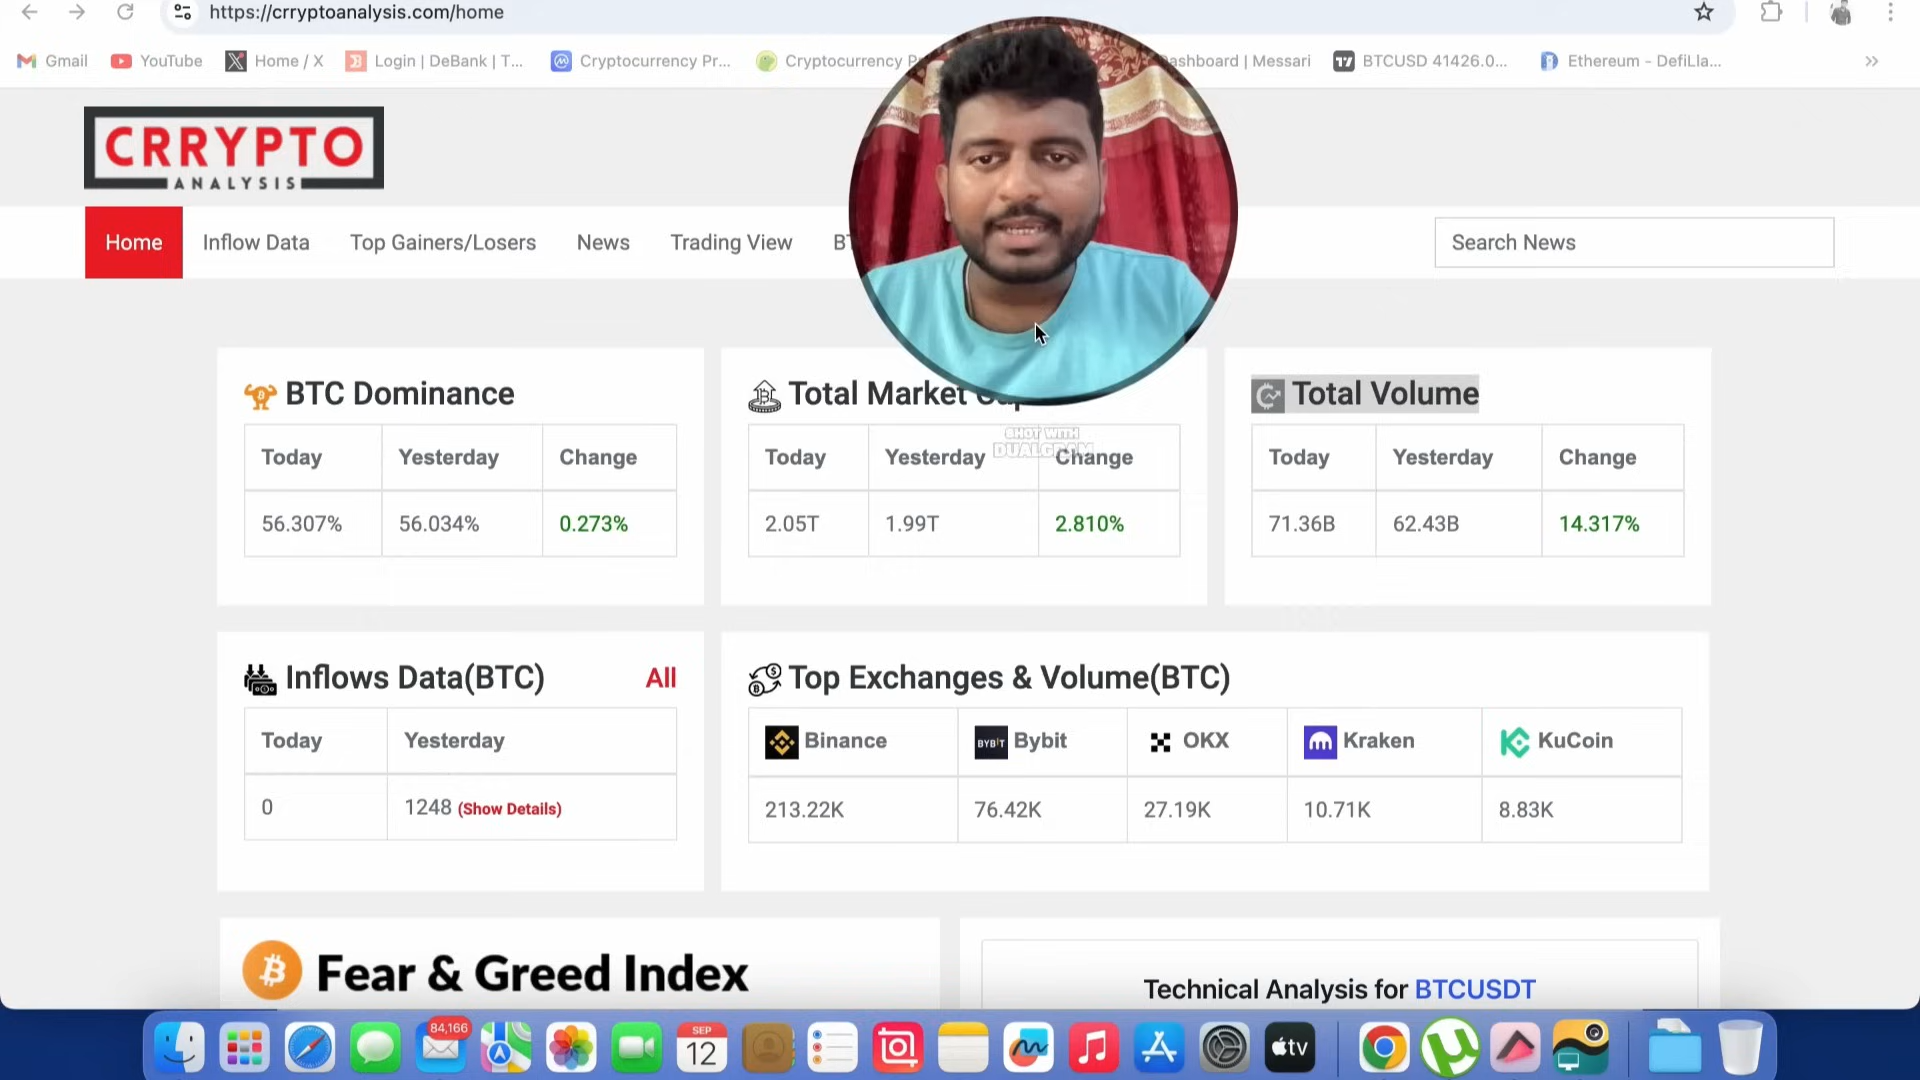 https://crryptoanalysis.com/home
Gmail
YouTube
Home / X
Login | DeBank | T...
Cryptocurrency Pr...
Cryptocurrency P
ashboard | Messari
BTCUSD 41426.0...
Ethereum - DefiLla...
CRRYPTO
ANALYSIS
Home
Inflow Data
Top Gainers/Losers
News
Trading View
Search News
BTC Dominance
Today Yesterday Change
56.307% 56.034% 0.273%
Total Market
SHOT WITH
DUALGRAM
Today Yesterday Change
2.05T 1.99T 2.810%
Total Volume
Today Yesterday Change
71.36B 62.43B 14.317%
Inflows Data(BTC) All
Today Yesterday
0 1248 (Show Details)
Top Exchanges & Volume(BTC)
Binance BYBIT Bybit OKX Kraken KuCoin
213.22K 76.42K 27.19K 10.71K 8.83K
Fear & Greed Index
Technical Analysis for BTCUSDT
84,166
SEP
12
tv